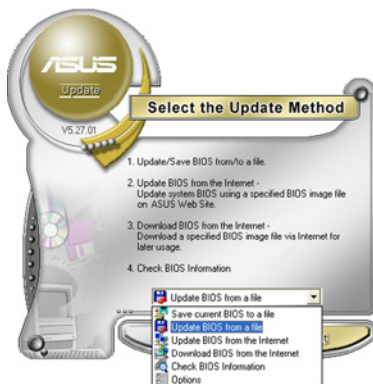 ASUS
Update
V5.27.01
Select the Update Method
1. Update/Save BIOS from/to a file.
2. Update BIOS from the Internet -
Update system BIOS using a specified BIOS image file
on ASUS Web Site.
3. Download BIOS from the Internet -
Download a specified BIOS image file via Internet for
later usage.
4. Check BIOS Information
Update BIOS from a file
Save current BIOS to a file
Update BIOS from a file
Update BIOS from the Internet
Download BIOS from the Internet
Check BIOS Information
Options